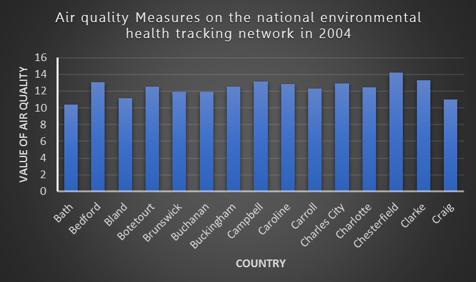 Air quality Measures on the national environmental
health tracking network in 2004
VALUE OF AIR QUALITY
16
14
12
10
8
6
4
2
0
Bath
Bedford
Bland
Botetourt
Brunswick
Buchanan
Buckingham
Campbell
Caroline
Carroll
Charles City
Charlotte
Chesterfield
Clarke
Craig
COUNTRY